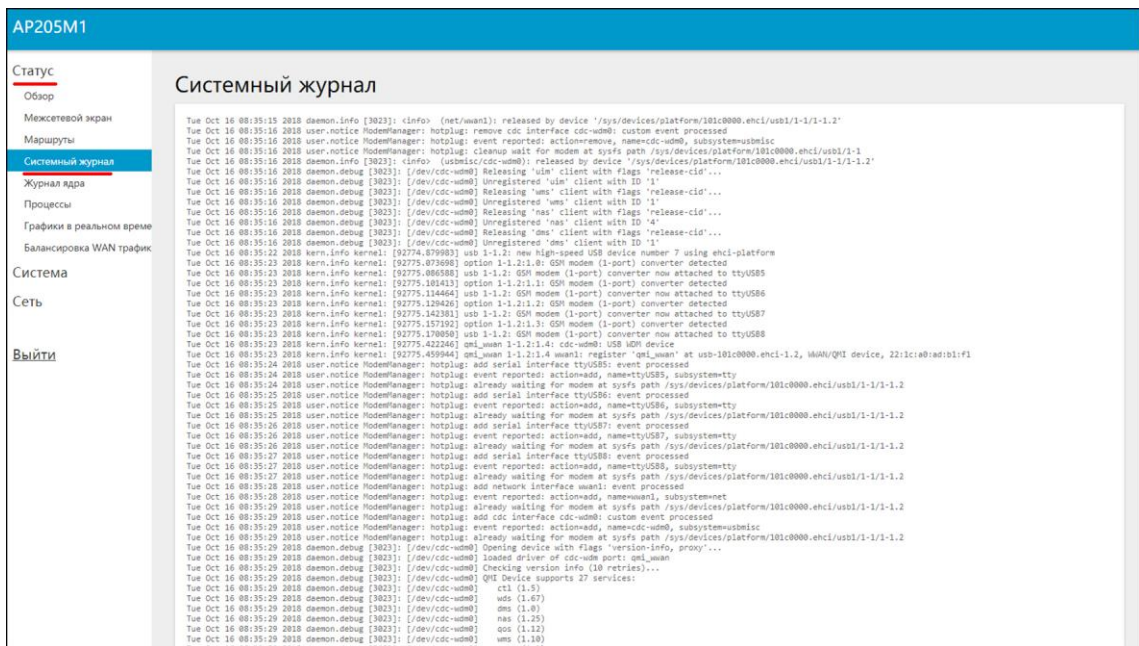 AP205M1
Статус
Обзор
Межсетевой экран
Маршруты
Системный журнал
Журнал ядра
Процессы
Графики в реальном време
Балансировка WAN трафик
Система
Сеть
Выйти
Системный журнал
Tue Oct 16 08:35:15 2018 daemon.info [3023]: <info> (net/wwan1): released by device '/sys/devices/platform/101c0000.ehci/usb1/1-1/1-1.2'
Tue Oct 16 08:35:16 2018 user.notice ModemManager: hotplug: remove cdc interface cdc-wdm0: custom event processed
Tue Oct 16 08:35:16 2018 user.notice ModemManager: hotplug: event reported: action=remove, name=cdc-wdm0, subsystem=usbmisc
Tue Oct 16 08:35:16 2018 user.notice ModemManager: hotplug: cleanup wait for modem at sysfs path /sys/devices/platform/101c0000.ehci/usb1/1-1
Tue Oct 16 08:35:16 2018 daemon.info [3023]: <info> (usbmisc/cdc-wdm0): released by device '/sys/devices/platform/101c0000.ehci/usb1/1-1/1-1.2'
Tue Oct 16 08:35:16 2018 daemon.debug [3023]: [/dev/cdc-wdm0] Releasing 'uim' client with flags 'release-cid'...
Tue Oct 16 08:35:16 2018 daemon.debug [3023]: [/dev/cdc-wdm0] Unregistered 'uim' client with ID '1'
Tue Oct 16 08:35:16 2018 daemon.debug [3023]: [/dev/cdc-wdm0] Releasing 'wms' client with flags 'release-cid'...
Tue Oct 16 08:35:16 2018 daemon.debug [3023]: [/dev/cdc-wdm0] Unregistered 'wms' client with ID '1'
Tue Oct 16 08:35:16 2018 daemon.debug [3023]: [/dev/cdc-wdm0] Releasing 'nas' client with flags 'release-cid'...
Tue Oct 16 08:35:16 2018 daemon.debug [3023]: [/dev/cdc-wdm0] Unregistered 'nas' client with ID '4'
Tue Oct 16 08:35:16 2018 daemon.debug [3023]: [/dev/cdc-wdm0] Releasing 'dms' client with flags 'release-cid'...
Tue Oct 16 08:35:16 2018 daemon.debug [3023]: [/dev/cdc-wdm0] Unregistered 'dms' client with ID '1'
Tue Oct 16 08:35:22 2018 kern.info kernel: [92774.879983] usb 1-1.2: new high-speed USB device number 7 using ehci-platform
Tue Oct 16 08:35:23 2018 kern.info kernel: [92775.073698] option 1-1.2:1.0: GSM modem (1-port) converter detected
Tue Oct 16 08:35:23 2018 kern.info kernel: [92775.086588] usb 1-1.2: GSM modem (1-port) converter now attached to ttyUSB5
Tue Oct 16 08:35:23 2018 kern.info kernel: [92775.101413] option 1-1.2:1.1: GSM modem (1-port) converter detected
Tue Oct 16 08:35:23 2018 kern.info kernel: [92775.114464] usb 1-1.2: GSM modem (1-port) converter now attached to ttyUSB6
Tue Oct 16 08:35:23 2018 kern.info kernel: [92775.129426] option 1-1.2:1.2: GSM modem (1-port) converter detected
Tue Oct 16 08:35:23 2018 kern.info kernel: [92775.142381] usb 1-1.2: GSM modem (1-port) converter now attached to ttyUSB7
Tue Oct 16 08:35:23 2018 kern.info kernel: [92775.157192] option 1-1.2:1.3: GSM modem (1-port) converter detected
Tue Oct 16 08:35:23 2018 kern.info kernel: [92775.170050] usb 1-1.2: GSM modem (1-port) converter now attached to ttyUSB8
Tue Oct 16 08:35:23 2018 kern.info kernel: [92775.422246] qmi_wwan 1-1.2:1.4: cdc-wdm0: USB WDM device
Tue Oct 16 08:35:23 2018 kern.info kernel: [92775.459944] qmi_wwan 1-1.2:1.4 wwan1: register 'qmi_wwan' at usb-101c0000.ehci-1.2, WWAN/QMI device, 22:1c:a0:ad:b1:f1
Tue Oct 16 08:35:24 2018 user.notice ModemManager: hotplug: add serial interface ttyUSB5: event processed
Tue Oct 16 08:35:24 2018 user.notice ModemManager: hotplug: event reported: action=add, name=ttyUSB5, subsystem=tty
Tue Oct 16 08:35:24 2018 user.notice ModemManager: hotplug: already waiting for modem at sysfs path /sys/devices/platform/101c0000.ehci/usb1/1-1/1-1.2
Tue Oct 16 08:35:25 2018 user.notice ModemManager: hotplug: add serial interface ttyUSB6: event processed
Tue Oct 16 08:35:25 2018 user.notice ModemManager: hotplug: event reported: action=add, name=ttyUSB6, subsystem=tty
Tue Oct 16 08:35:25 2018 user.notice ModemManager: hotplug: already waiting for modem at sysfs path /sys/devices/platform/101c0000.ehci/usb1/1-1/1-1.2
Tue Oct 16 08:35:26 2018 user.notice ModemManager: hotplug: add serial interface ttyUSB7: event processed
Tue Oct 16 08:35:26 2018 user.notice ModemManager: hotplug: event reported: action=add, name=ttyUSB7, subsystem=tty
Tue Oct 16 08:35:26 2018 user.notice ModemManager: hotplug: already waiting for modem at sysfs path /sys/devices/platform/101c0000.ehci/usb1/1-1/1-1.2
Tue Oct 16 08:35:27 2018 user.notice ModemManager: hotplug: add serial interface ttyUSB8: event processed
Tue Oct 16 08:35:27 2018 user.notice ModemManager: hotplug: event reported: action=add, name=ttyUSB8, subsystem=tty
Tue Oct 16 08:35:27 2018 user.notice ModemManager: hotplug: already waiting for modem at sysfs path /sys/devices/platform/101c0000.ehci/usb1/1-1/1-1.2
Tue Oct 16 08:35:28 2018 user.notice ModemManager: hotplug: add network interface wwan1: event processed
Tue Oct 16 08:35:28 2018 user.notice ModemManager: hotplug: event reported: action=add, name=wwan1, subsystem=net
Tue Oct 16 08:35:29 2018 user.notice ModemManager: hotplug: already waiting for modem at sysfs path /sys/devices/platform/101c0000.ehci/usb1/1-1/1-1.2
Tue Oct 16 08:35:29 2018 user.notice ModemManager: hotplug: add cdc interface cdc-wdm0: custom event processed
Tue Oct 16 08:35:29 2018 user.notice ModemManager: hotplug: event reported: action=add, name=cdc-wdm0, subsystem=usbmisc
Tue Oct 16 08:35:29 2018 user.notice ModemManager: hotplug: already waiting for modem at sysfs path /sys/devices/platform/101c0000.ehci/usb1/1-1/1-1.2
Tue Oct 16 08:35:29 2018 daemon.debug [3023]: [/dev/cdc-wdm0] Opening device with flags 'version-info, proxy'...
Tue Oct 16 08:35:29 2018 daemon.debug [3023]: [/dev/cdc-wdm0] loaded driver of cdc-wdm port: qmi_wwan
Tue Oct 16 08:35:29 2018 daemon.debug [3023]: [/dev/cdc-wdm0] Checking version info (10 retries)...
Tue Oct 16 08:35:29 2018 daemon.debug [3023]: [/dev/cdc-wdm0] QMI Device supports 27 services:
Tue Oct 16 08:35:29 2018 daemon.debug [3023]: [/dev/cdc-wdm0] ctl (1.5)
Tue Oct 16 08:35:29 2018 daemon.debug [3023]: [/dev/cdc-wdm0] wds (1.67)
Tue Oct 16 08:35:29 2018 daemon.debug [3023]: [/dev/cdc-wdm0] dms (1.0)
Tue Oct 16 08:35:29 2018 daemon.debug [3023]: [/dev/cdc-wdm0] nas (1.25)
Tue Oct 16 08:35:29 2018 daemon.debug [3023]: [/dev/cdc-wdm0] qos (1.12)
Tue Oct 16 08:35:29 2018 daemon.debug [3023]: [/dev/cdc-wdm0] wms (1.10)